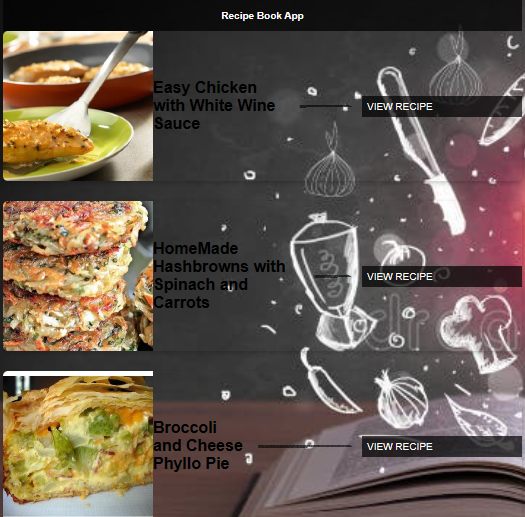 Recipe Book App
Easy Chicken
with White Wine
Sauce
VIEW RECIPE
HomeMade
Hashbrowns with
Spinach and
Carrots
VIEW RECIPE
Broccoli
and Cheese
Phyllo Pie
VIEW RECIPE